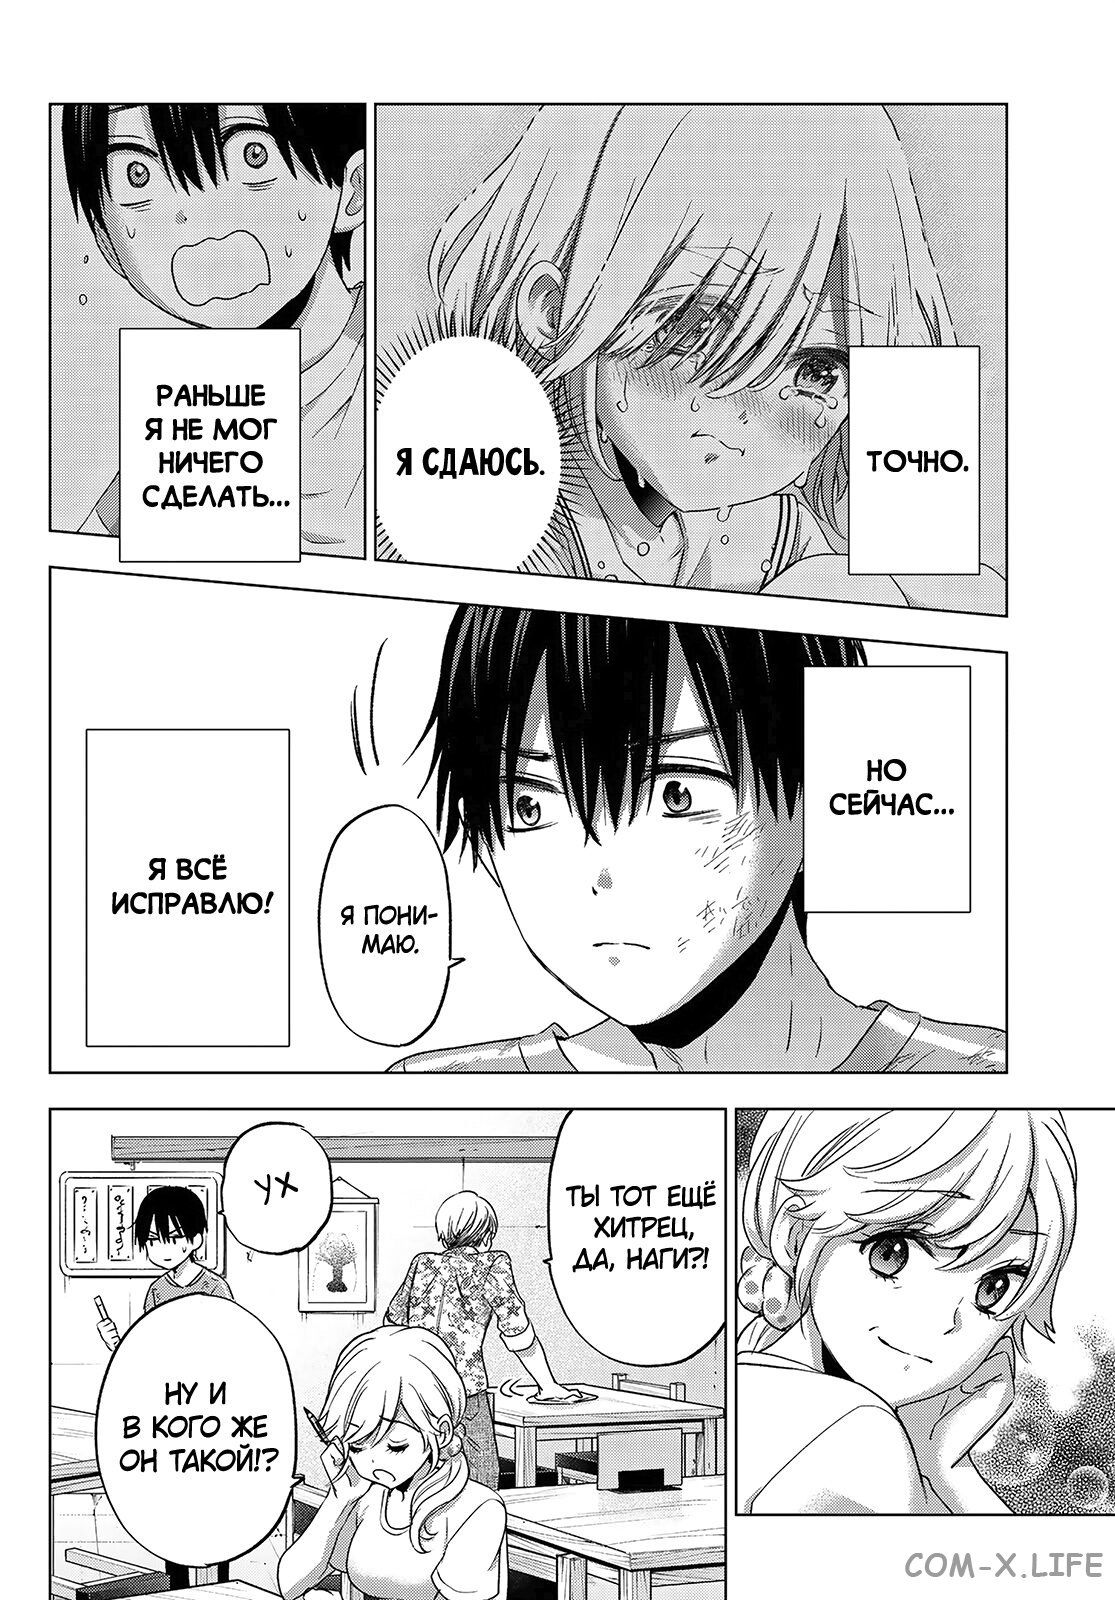 ТОЧНО.
Я СДАЮСЬ.
РАНЬШЕ
Я НЕ МОГ
НИЧЕГО
СДЕЛАТЬ...
НО
СЕЙЧАС...
Я ПОНИ-
МАЮ.
Я ВСЁ
ИСПРАВЛЮ!
ТЫ ТОТ ЕЩЁ
ХИТРЕЦ,
ДА, НАГИ?!
УХ
НУ И
В КОГО ЖЕ
ОН ТАКОЙ!?
COM-X.LIFE